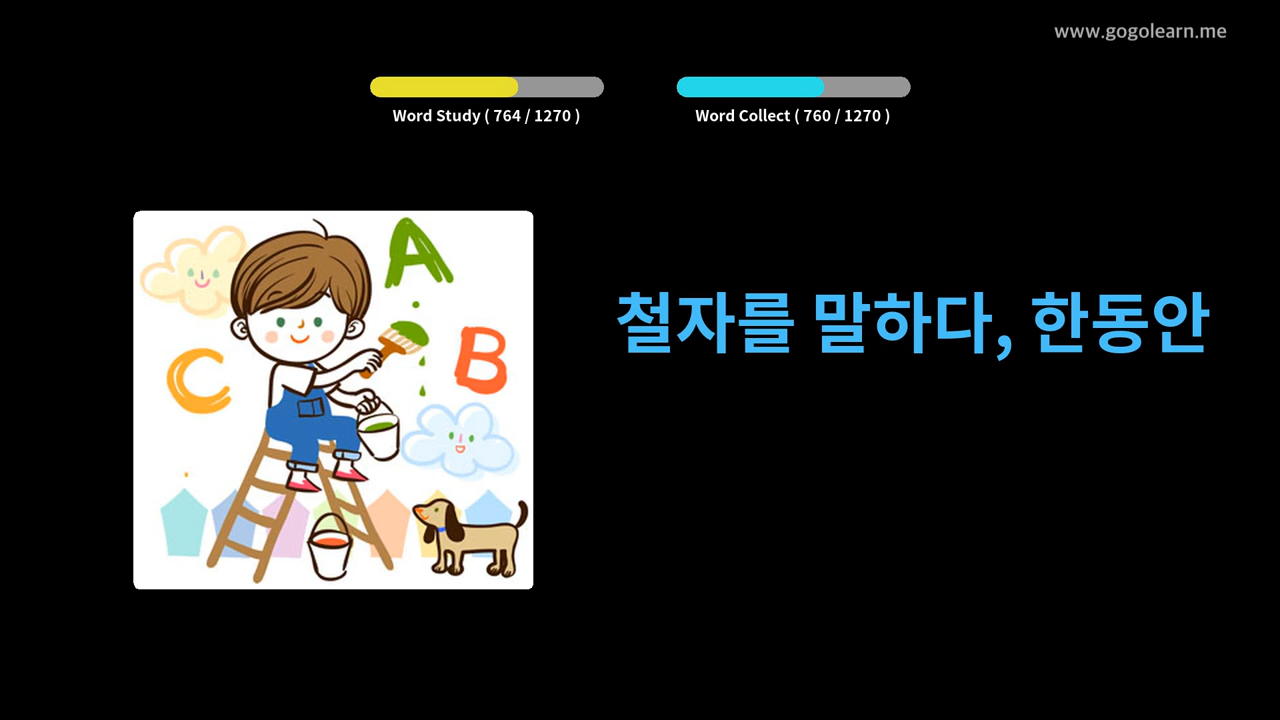 www.gogolearn.me
Word Study ( 764 / 1270 )
Word Collect ( 760 / 1270 )
A
B
C
철자를 말하다, 한동안